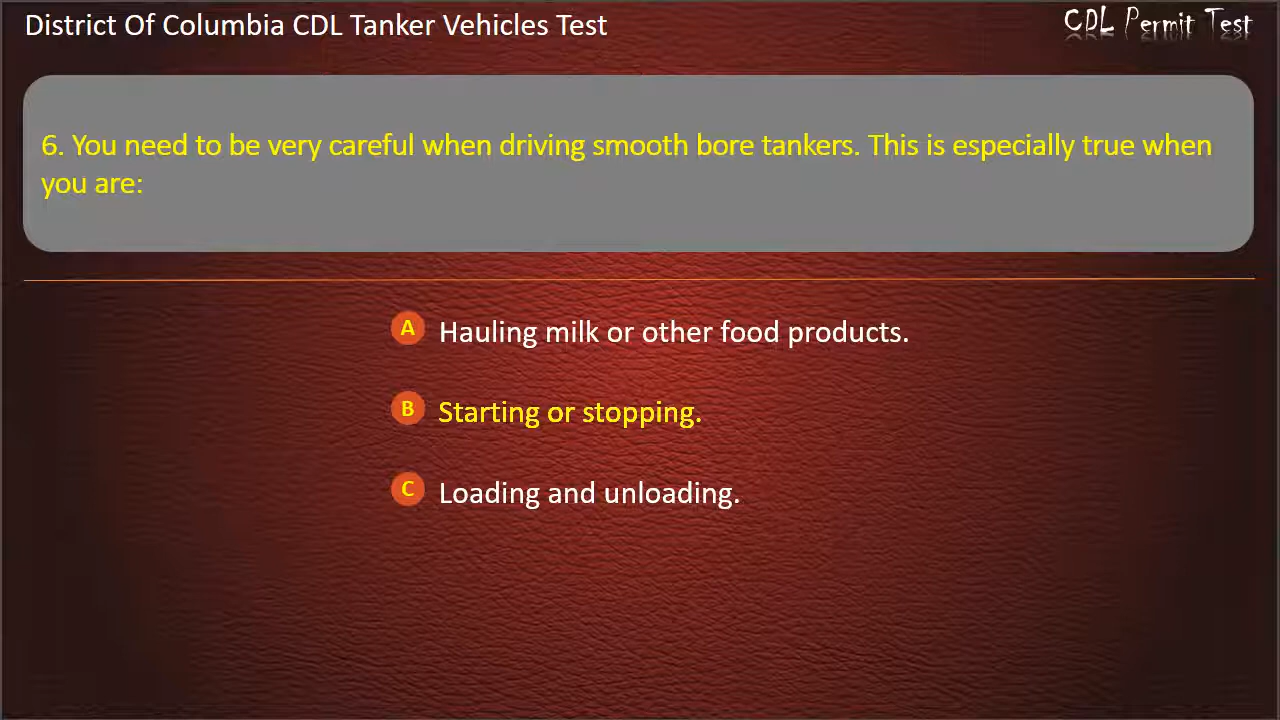 District Of Columbia CDL Tanker Vehicles Test
CDL Permit Test
6. You need to be very careful when driving smooth bore tankers. This is especially true when
you are:
A Hauling milk or other food products.
B Starting or stopping.
C Loading and unloading.